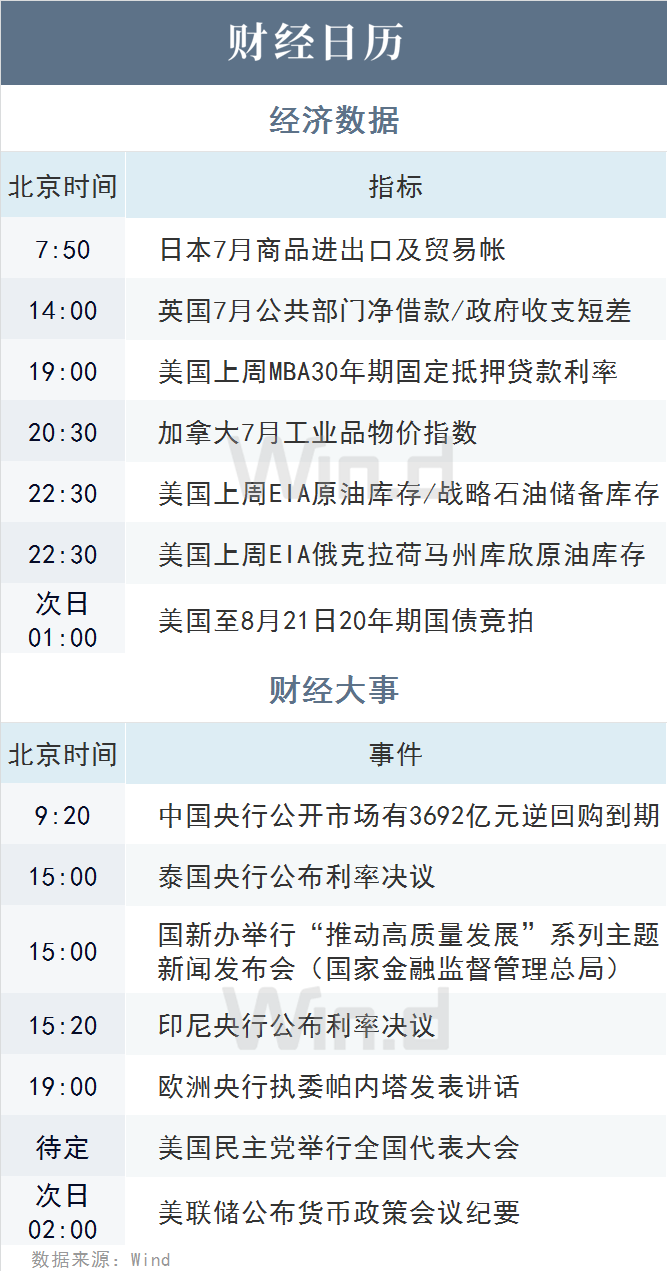 财经日历
经济数据
北京时间 指标
7:50 日本7月商品进出口及贸易帐
14:00 英国7月公共部门净借款/政府收支短差
19:00 美国上周MBA30年期固定抵押贷款利率
20:30 加拿大7月工业品物价指数
22:30 美国上周EIA原油库存/战略石油储备库存
22:30 美国上周EIA俄克拉荷马州库欣原油库存
次日
01:00 美国至8月21日20年期国债竞拍
财经大事
北京时间 事件
9:20 中国央行公开市场有3692亿元逆回购到期
15:00 泰国央行公布利率决议
15:00 国新办举行“推动高质量发展”系列主题
新闻发布会（国家金融监督管理总局）
15:20 印尼央行公布利率决议
19:00 欧洲央行执委帕内塔发表讲话
待定 美国民主党举行全国代表大会
次日
02:00 美联储公布货币政策会议纪要
数据来源：Wind
Win.d
Win.d